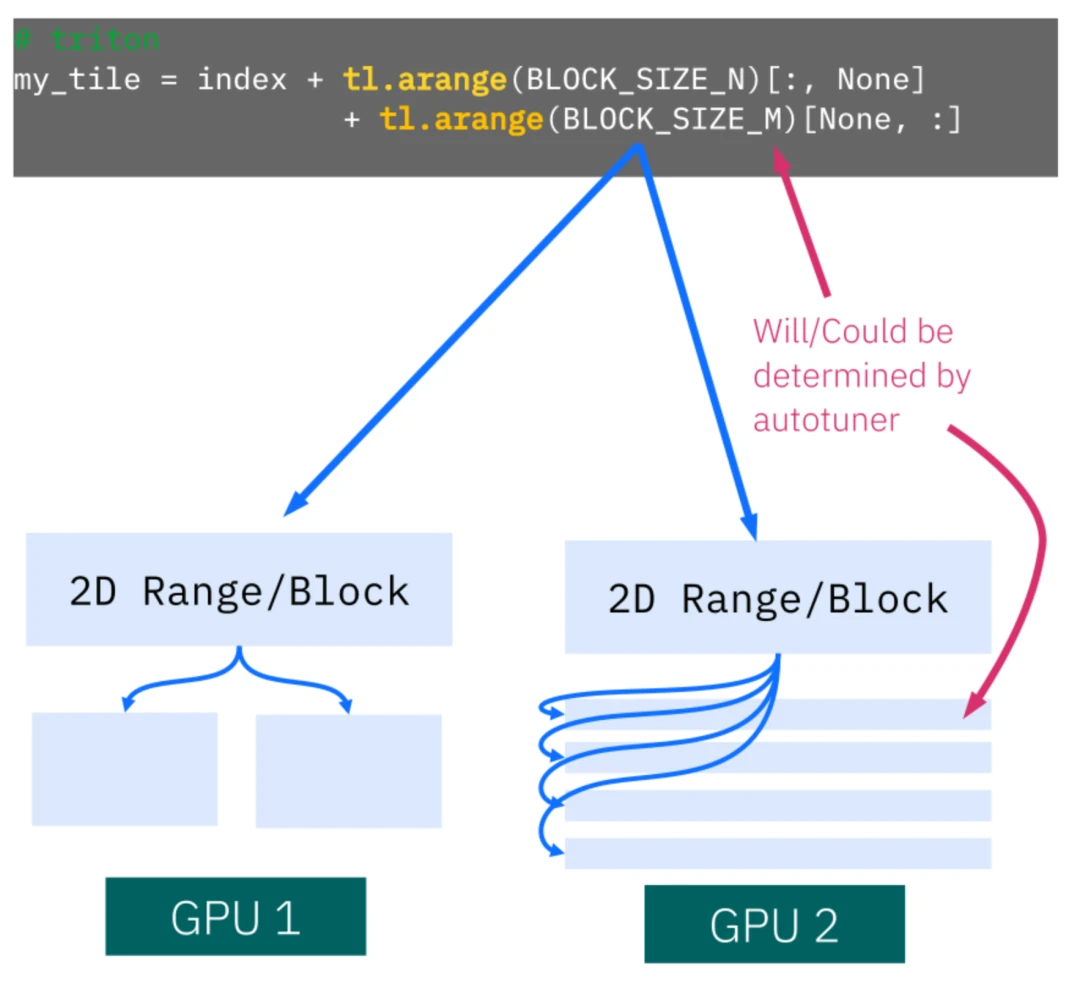 # triton
my_tile = index + tl.arange(BLOCK_SIZE_N)[:, None]
+ tl.arange(BLOCK_SIZE_M)[None, :]
Will/Could be
determined by
autotuner
2D Range/Block
2D Range/Block
GPU 1
GPU 2